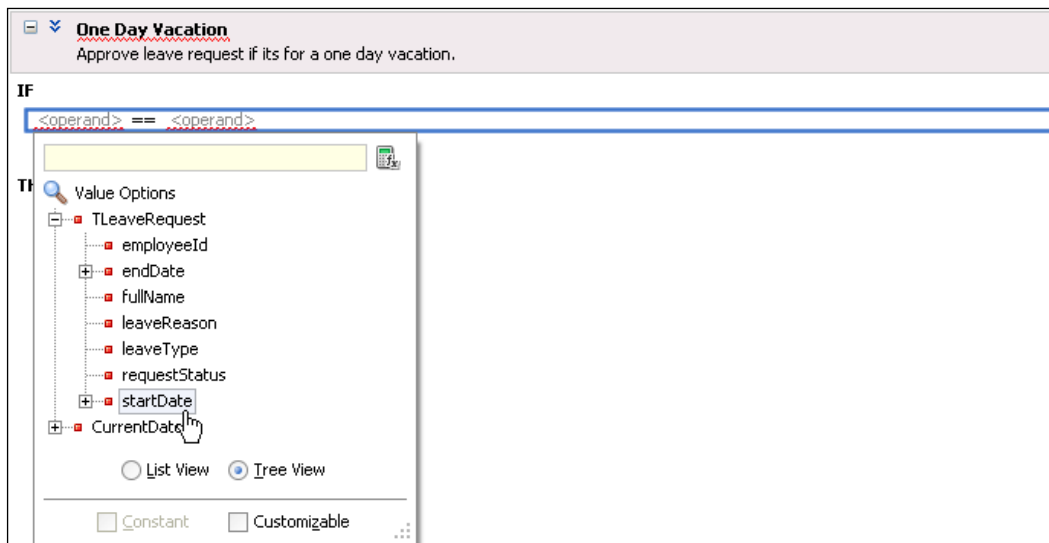 One Day Vacation
Approve leave request if its for a one day vacation.
IF
<operand> == <operand>
Value Options
TLeaveRequest
employeeId
endDate
fullName
leaveReason
leaveType
requestStatus
startDate
CurrentDate
List View Tree View
Constant Customizable